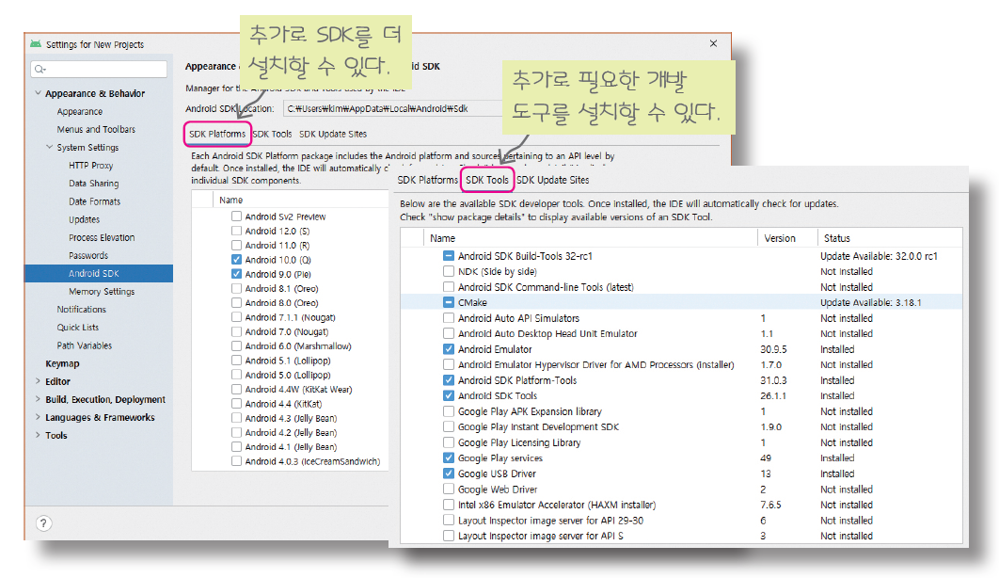 추가로 SDK를 더
설치할 수 있다.
Settings for New Projects
Appearance & Behavior
Appearance
Menus and Toolbars
System Settings
HTTP Proxy
Data Sharing
Date Formats
Updates
Process Elevation
Passwords
Android SDK
Memory Settings
Notifications
Quick Lists
Path Variables
Keymap
Editor
Build, Execution, Deployment
Languages & Frameworks
Tools
?
Appearance & id SDK
Manager for the Android SDK and Tools used by the IDE
Android SDK Location: C:₩Users₩kim₩AppData₩Local₩Android₩Sdk
SDK Platforms SDK Tools SDK Update Sites
Each Android SDK Platform package includes the Android platform and sources pertaining to an API level by
default. Once installed, the IDE will automatically
individual SDK components.
Name
Android Sv2 Preview
Android 12.0 (S)
Android 11.0 (R)
Android 10.0 (Q)
Android 9.0 (Pie)
Android 8.1 (Oreo)
Android 8.0 (Oreo)
Android 7.1.1 (Nougat)
Android 7.0 (Nougat)
Android 6.0 (Marshmallow)
Android 5.1 (Lollipop)
Android 5.0 (Lollipop)
Android 4.4W (KitKat Wear)
Android 4.4 (KitKat)
Android 4.3 (Jelly Bean)
Android 4.2 (Jelly Bean)
Android 4.1 (Jelly Bean)
Android 4.0.3 (IceCreamSandwich)
추가로 필요한 개발
도구를 설치할 수 있다.
SDK Platforms SDK Tools SDK Update Sites
Below are the available SDK developer tools. Once installed, the IDE will automatically check for updates.
Check "show package details" to display available versions of an SDK Tool.
Name Version Status
Android SDK Build-Tools 32-rc1 Update Available: 32.0.0 rc1
NDK (Side by side) Not Installed
Android SDK Command-line Tools (latest) Not Installed
CMake Update Available: 3.18.1
Android Auto API Simulators 1 Not installed
Android Auto Desktop Head Unit Emulator 1.1 Not installed
Android Emulator 30.9.5 Installed
Android Emulator Hypervisor Driver for AMD Processors (installer) 1.7.0 Not installed
Android SDK Platform-Tools 31.0.3 Installed
Android SDK Tools 26.1.1 Installed
Google Play APK Expansion library 1 Not installed
Google Play Instant Development SDK 1.9.0 Not installed
Google Play Licensing Library 1 Not installed
Google Play services 49 Installed
Google USB Driver 13 Installed
Google Web Driver 2 Not installed
Intel x86 Emulator Accelerator (HAXM installer) 7.6.5 Not installed
Layout Inspector image server for API 29-30 6 Not installed
Layout Inspector image server for API S 3 Not installed